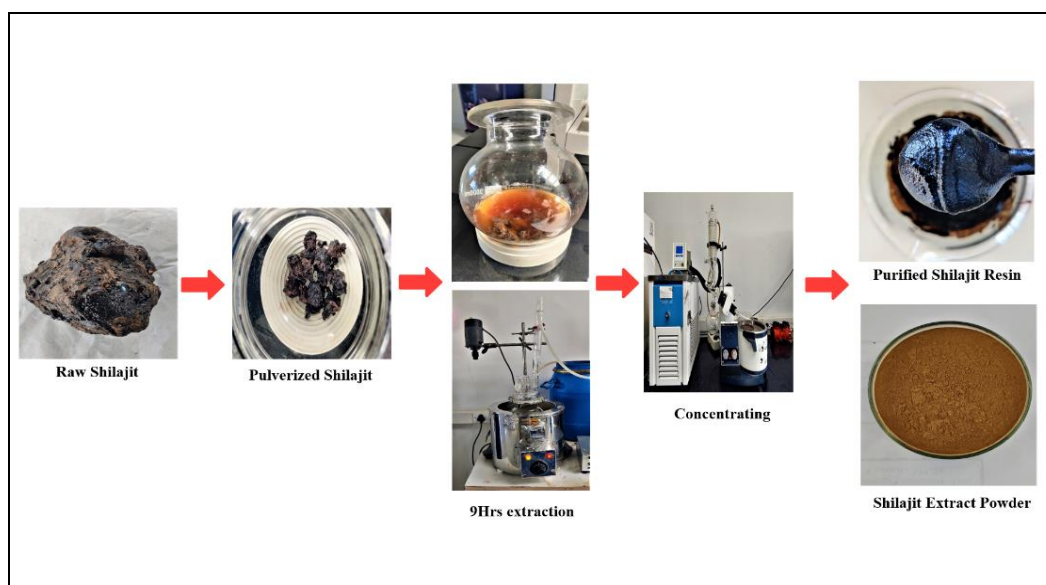 Raw Shilajit
Pulverized Shilajit
9Hrs extraction
Concentrating
Purified Shilajit Resin
Shilajit Extract Powder